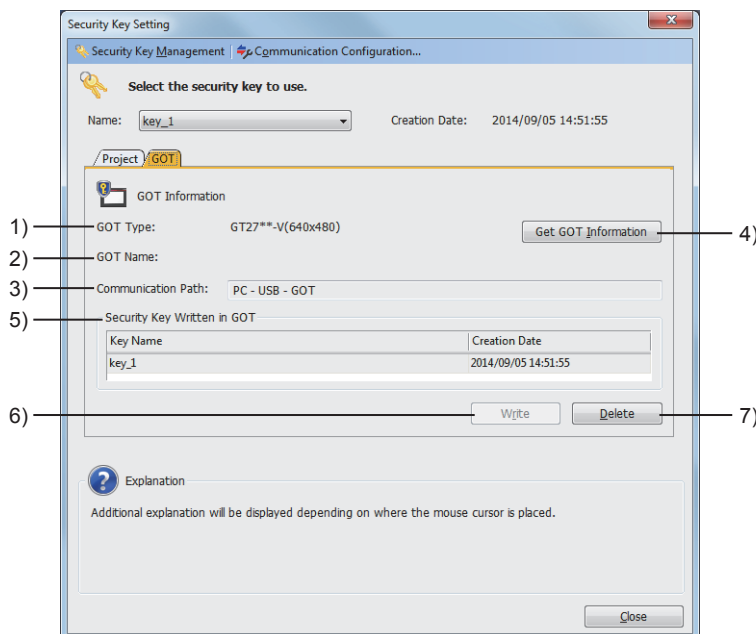 Security Key Setting
Security Key Management Communication Configuration...
Select the security key to use.
Name: key_1 Creation Date: 2014/09/05 14:51:55
Project GOT
GOT Information
1) GOT Type: GT27**-V(640x480) Get GOT Information 4)
2) GOT Name:
3) Communication Path: PC - USB - GOT
5) Security Key Written in GOT
Key Name Creation Date
key_1 2014/09/05 14:51:55
6) Write Delete 7)
Explanation
Additional explanation will be displayed depending on where the mouse cursor is placed.
Close